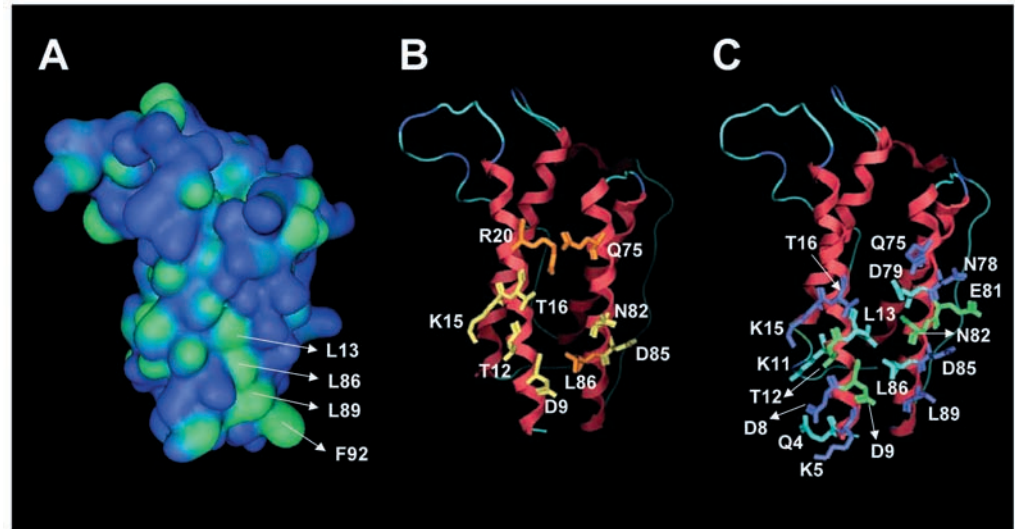 A
L13
L86
L89
F92
B
R20
Q75
T16
K15
N82
D85
T12
L86
D9
C
T16
Q75
N78
D79
E81
L13
K15
N82
K11
L86
D85
T12
D8
L89
Q4
D9
K5